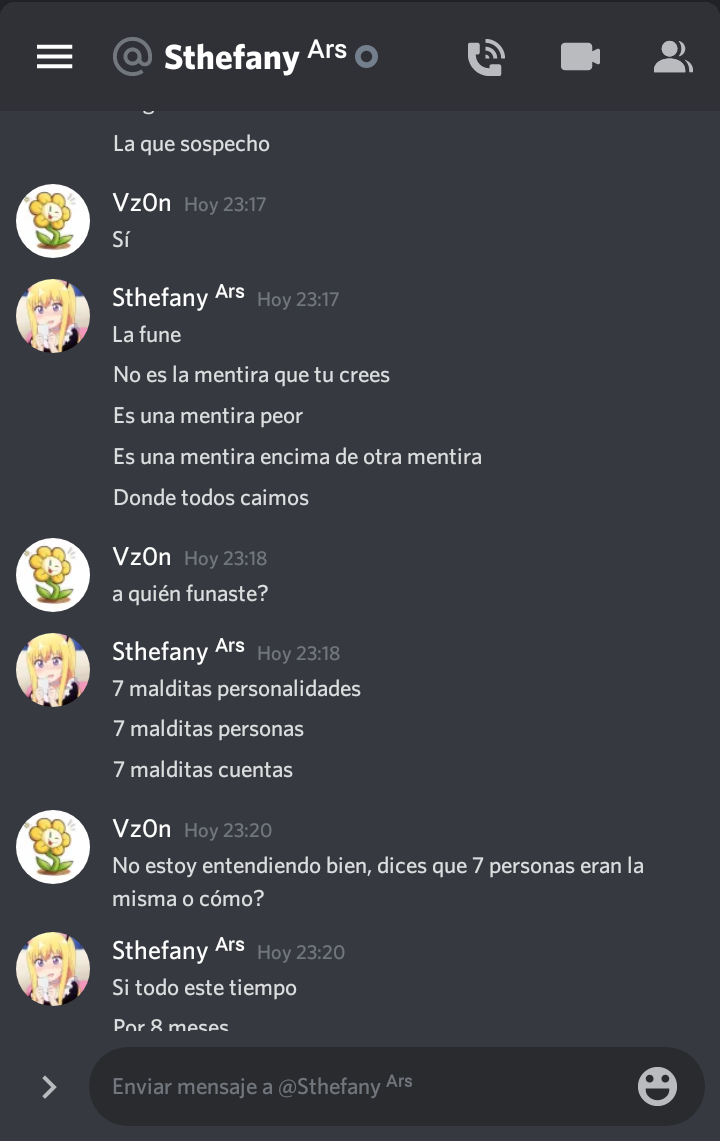 @ Sthefany ᴬʳˢ
La que sospecho
Vz0n Hoy 23:17
Sí
Sthefany ᴬʳˢ Hoy 23:17
La fune
No es la mentira que tu crees
Es una mentira peor
Es una mentira encima de otra mentira
Donde todos caimos
Vz0n Hoy 23:18
a quién funaste?
Sthefany ᴬʳˢ Hoy 23:18
7 malditas personalidades
7 malditas personas
7 malditas cuentas
Vz0n Hoy 23:20
No estoy entendiendo bien, dices que 7 personas eran la
misma o cómo?
Sthefany ᴬʳˢ Hoy 23:20
Si todo este tiempo
Por 8 meses
Enviar mensaje a @Sthefany ᴬʳˢ